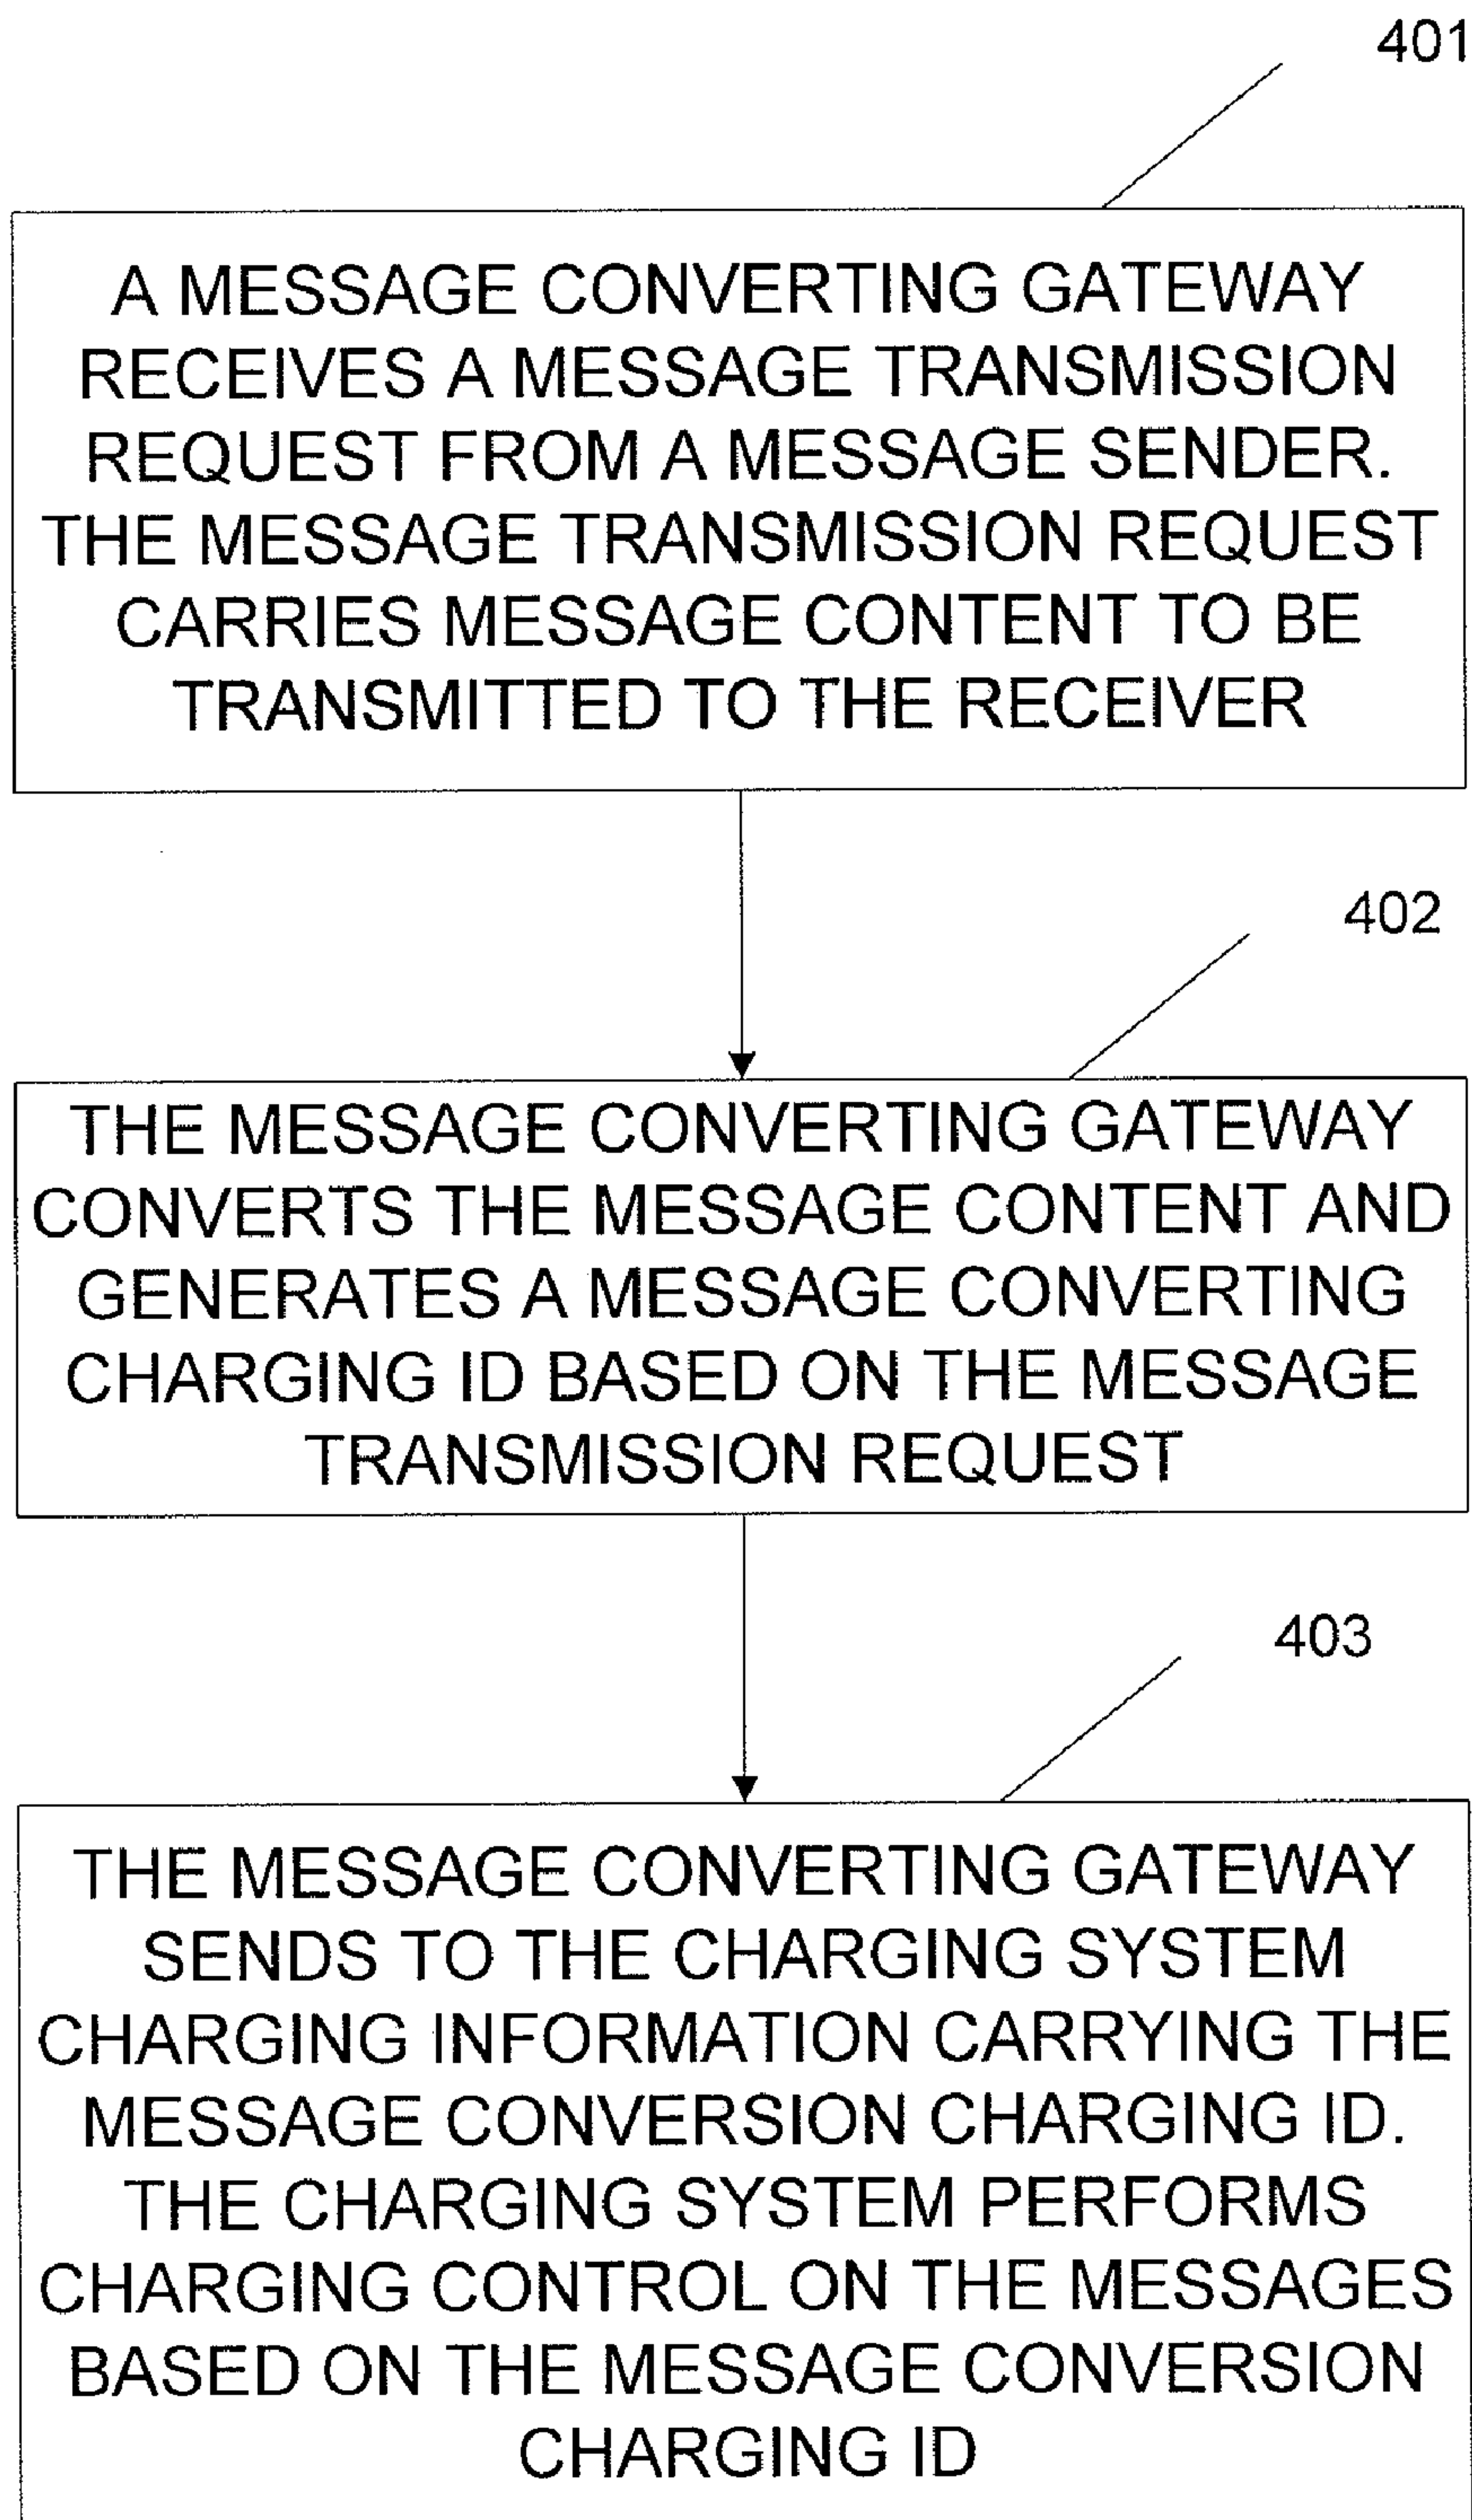 401
A MESSAGE CONVERTING GATEWAY
RECEIVES A MESSAGE TRANSMISSION
REQUEST FROM A MESSAGE SENDER.
THE MESSAGE TRANSMISSION REQUEST
CARRIES MESSAGE CONTENT TO BE
TRANSMITTED TO THE RECEIVER
402
THE MESSAGE CONVERTING GATEWAY
CONVERTS THE MESSAGE CONTENT AND
GENERATES A MESSAGE CONVERTING
CHARGING ID BASED ON THE MESSAGE
TRANSMISSION REQUEST
403
THE MESSAGE CONVERTING GATEWAY
SENDS TO THE CHARGING SYSTEM
CHARGING INFORMATION CARRYING THE
MESSAGE CONVERSION CHARGING ID.
THE CHARGING SYSTEM PERFORMS
CHARGING CONTROL ON THE MESSAGES
BASED ON THE MESSAGE CONVERSION
CHARGING ID